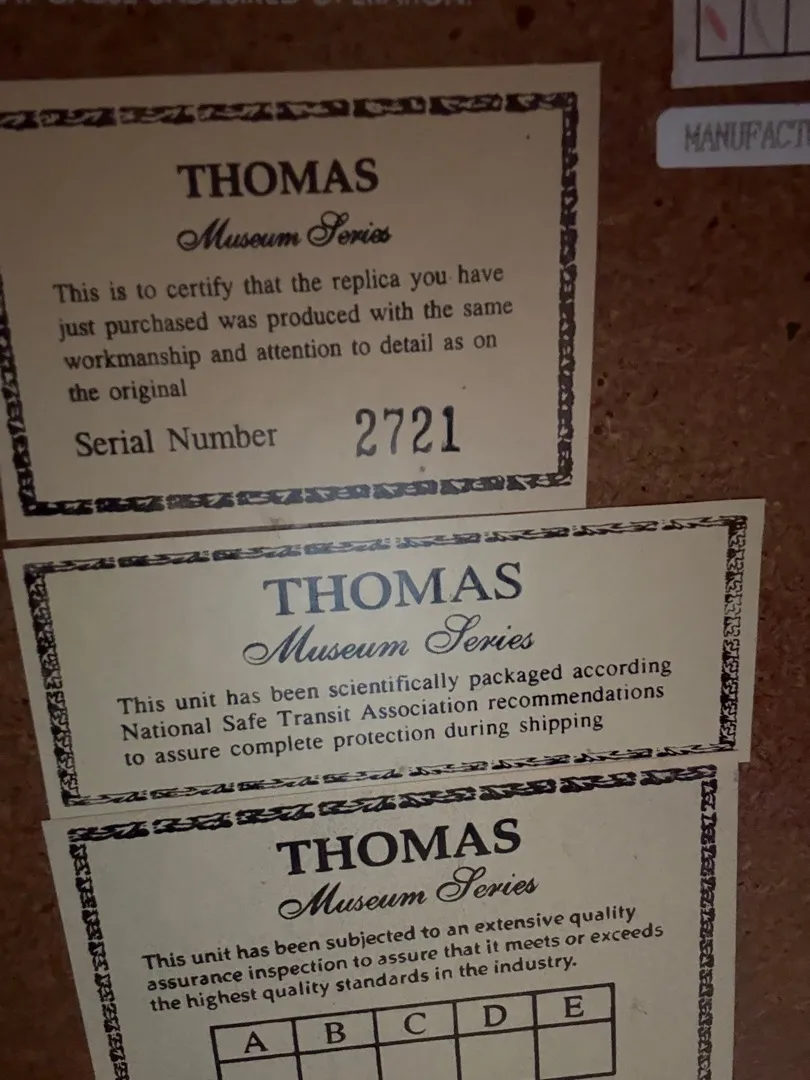 UNDESIRED OPERATION.
MANUFACT
THOMAS
Museum Series
This is to certify that the replica you have
just purchased was produced with the same
workmanship and attention to detail as on
the original
Serial Number 2721
THOMAS
Museum Series
This unit has been scientifically packaged according
National Safe Transit Association recommendations
to assure complete protection during shipping
THOMAS
Museum Series
This unit has been subjected to an extensive quality
assurance inspection to assure that it meets or exceeds
the highest quality standards in the industry.
A B C D E